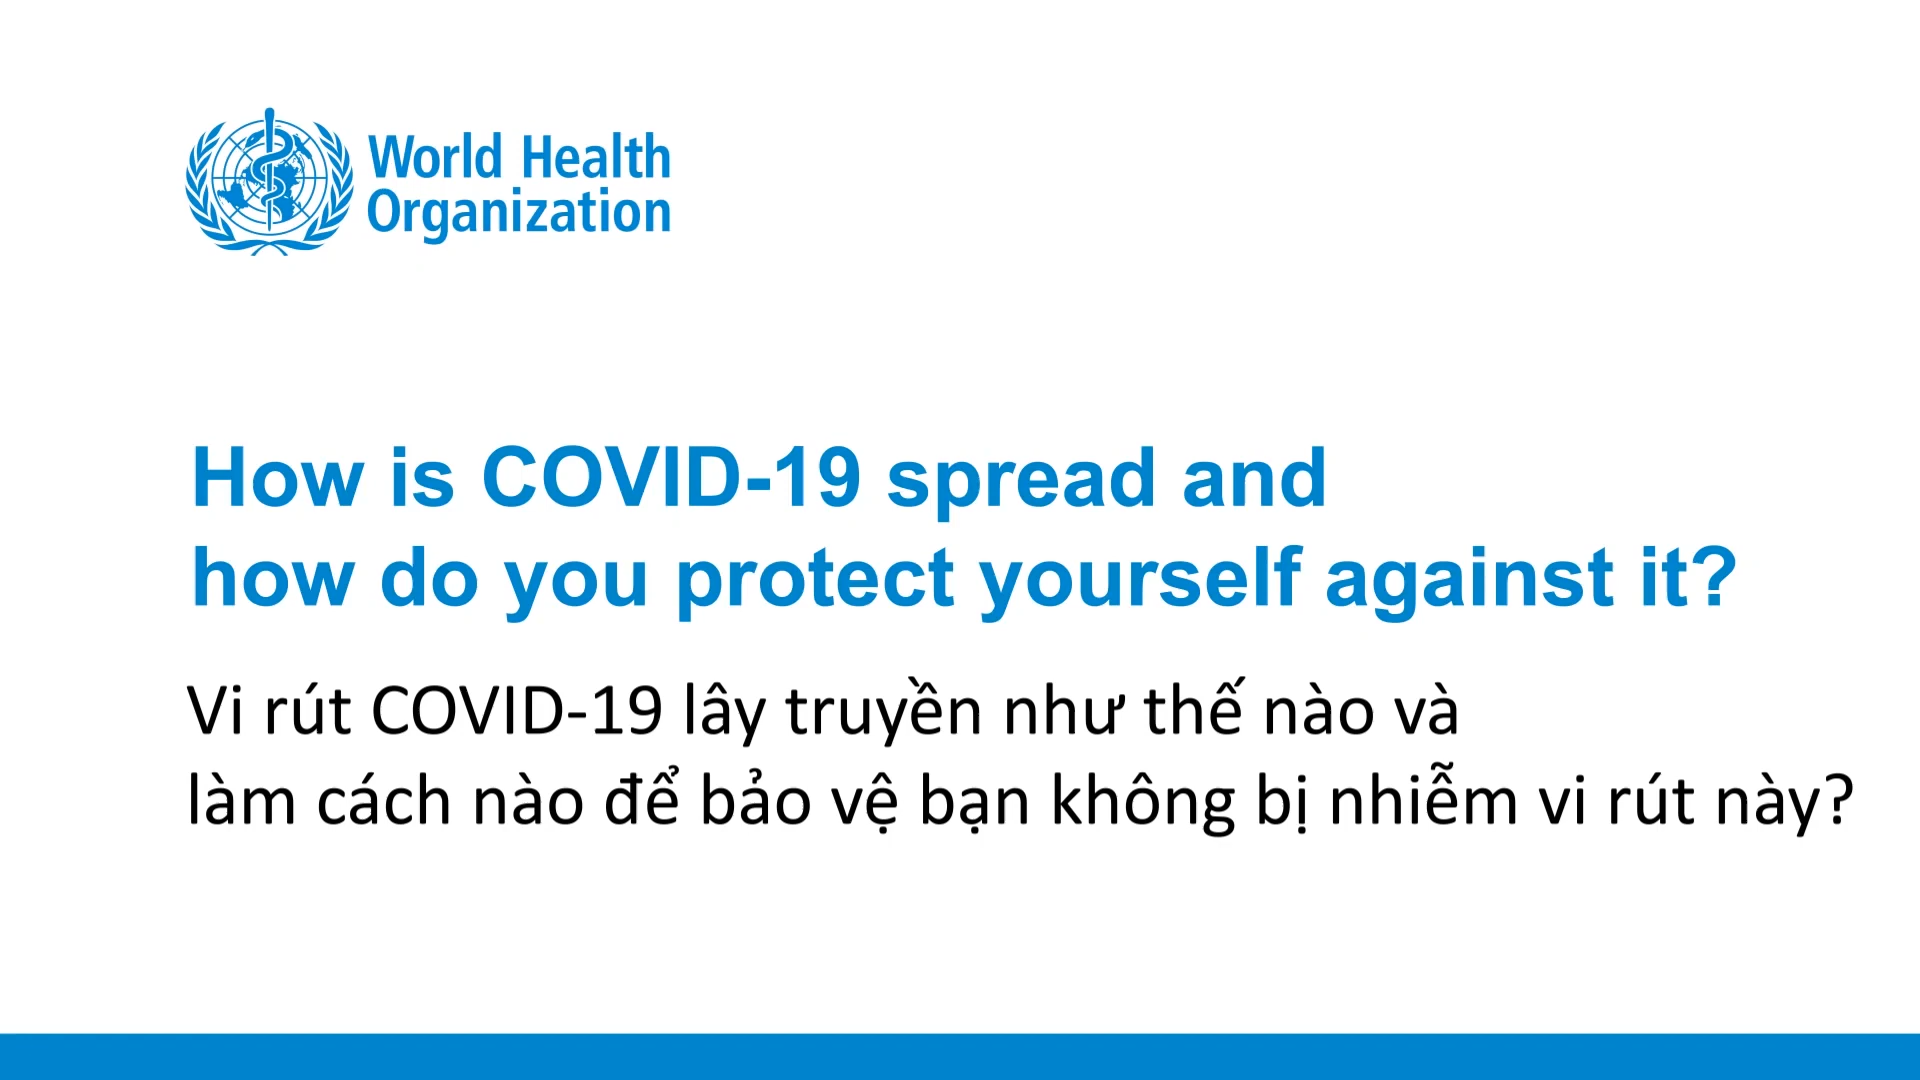 World Health
Organization
How is COVID-19 spread and
how do you protect yourself against it?
Vi rút COVID-19 lây truyền như thế nào và
làm cách nào để bảo vệ bạn không bị nhiễm vi rút này?